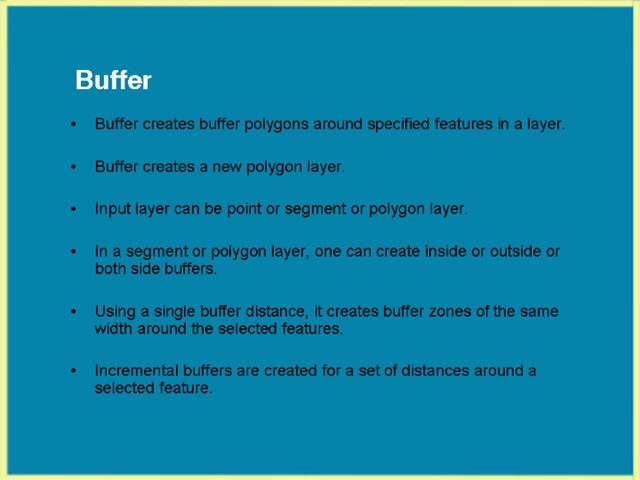 Buffer
• Buffer creates buffer polygons around specified features in a layer.
• Buffer creates a new polygon layer.
• Input layer can be point or segment or polygon layer.
• In a segment or polygon layer, one can create inside or outside or
both side buffers.
• Using a single buffer distance, it creates buffer zones of the same
width around the selected features.
• Incremental buffers are created for a set of distances around a
selected feature.